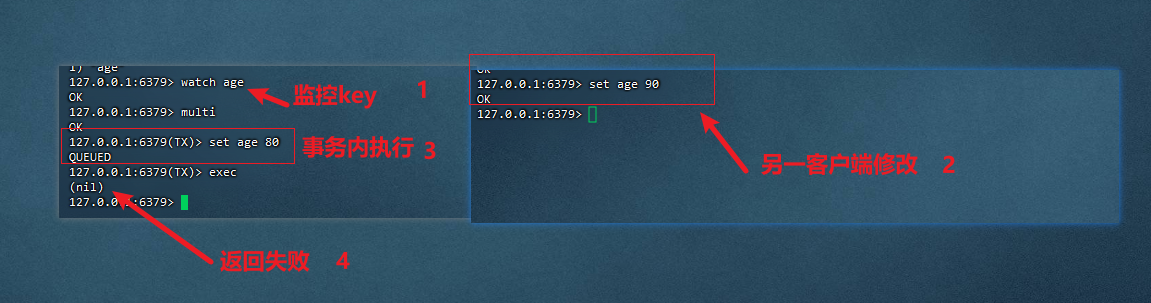 1) "age"
127.0.0.1:6379> watch age
OK
127.0.0.1:6379> multi
OK
127.0.0.1:6379(TX)> set age 80
QUEUED
127.0.0.1:6379(TX)> exec
(nil)
127.0.0.1:6379>
监控key 1
事务内执行 3
返回失败 4
OK
127.0.0.1:6379> set age 90
OK
127.0.0.1:6379>
另一客户端修改 2